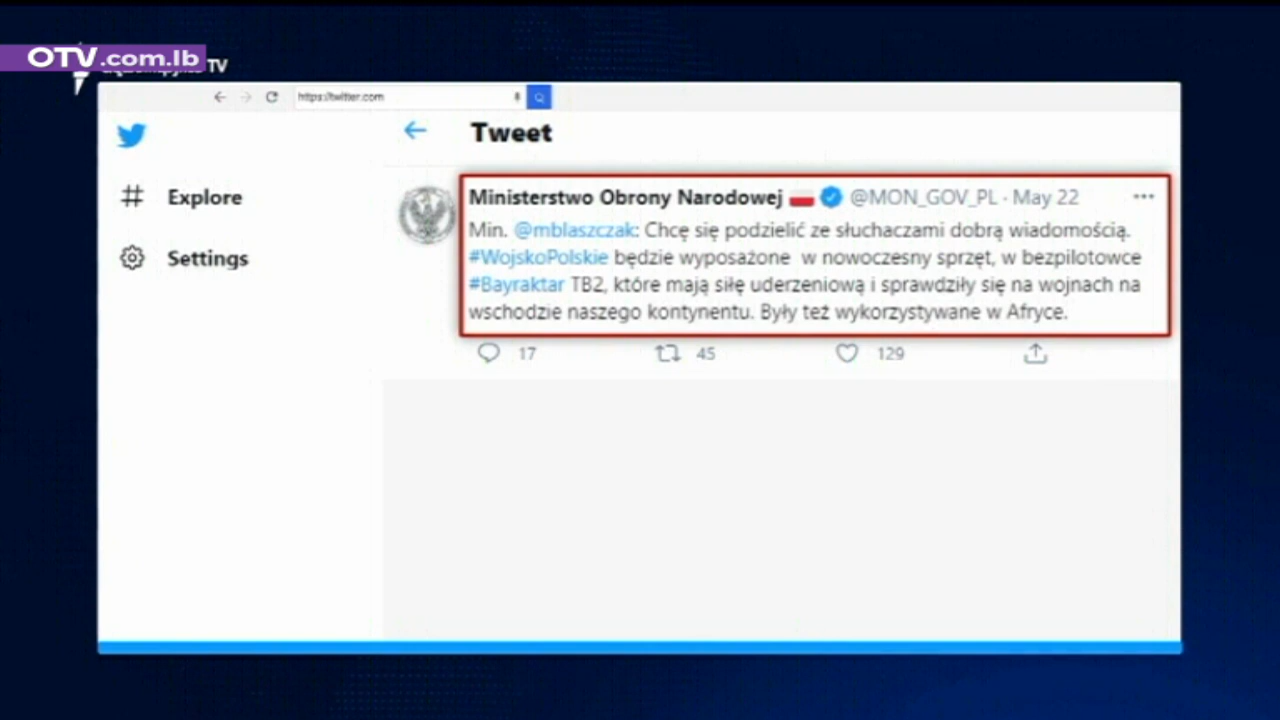 OTV.com.lb
TV
https://twitter.com
Tweet
Explore
Settings
Ministerstwo Obrony Narodowej @MON_GOV_PL · May 22
Min. @mblaszczak: Chcę się podzielić ze słuchaczami dobrą wiadomością.
#WojskoPolskie będzie wyposażone w nowoczesny sprzęt, w bezpilotowce
#Bayraktar TB2, które mają siłę uderzeniową i sprawdziły się na wojnach na
wschodzie naszego kontynentu. Były też wykorzystywane w Afryce.
17 45 129